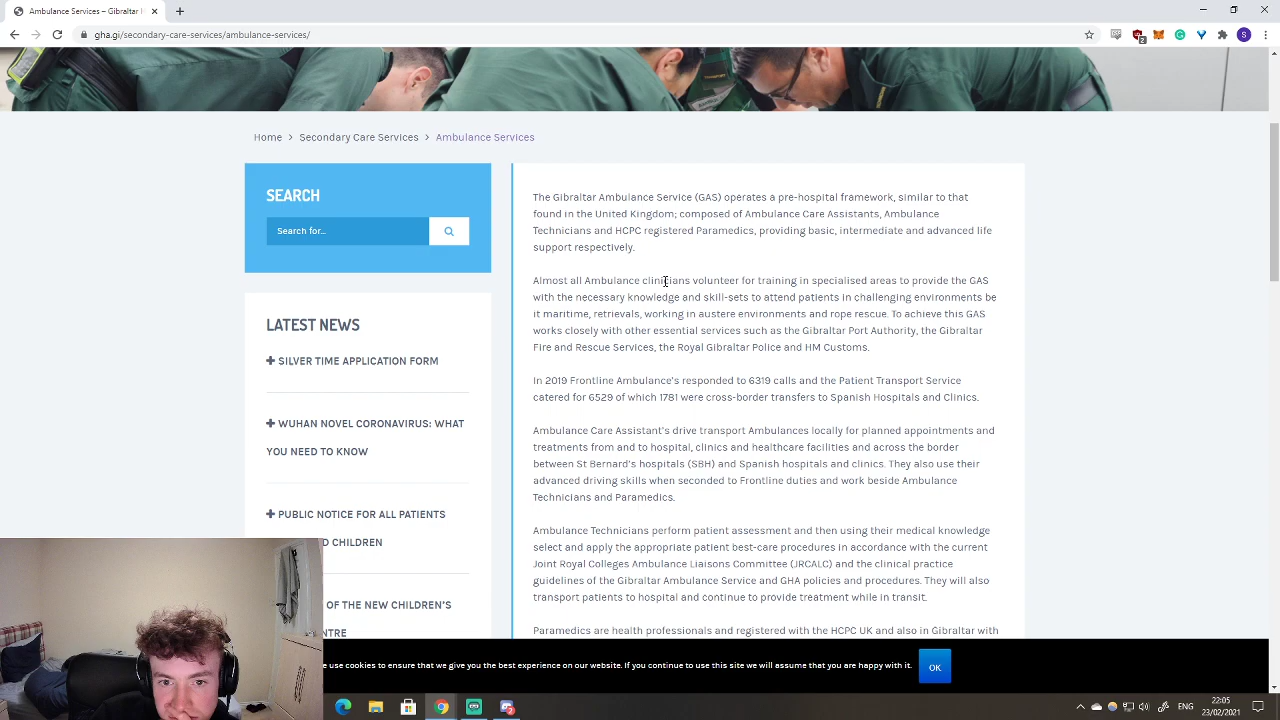 Ambulance Services – Gibraltar H
gha.gi/secondary-care-services/ambulance-services/
2
S
Home > Secondary Care Services > Ambulance Services
SEARCH
Search for...
LATEST NEWS
SILVER TIME APPLICATION FORM
WUHAN NOVEL CORONAVIRUS: WHAT
YOU NEED TO KNOW
PUBLIC NOTICE FOR ALL PATIENTS
D CHILDREN
OF THE NEW CHILDREN'S
NTRE
The Gibraltar Ambulance Service (GAS) operates a pre-hospital framework, similar to that
found in the United Kingdom; composed of Ambulance Care Assistants, Ambulance
Technicians and HCPC registered Paramedics, providing basic, intermediate and advanced life
support respectively.
Almost all Ambulance clinicians volunteer for training in specialised areas to provide the GAS
with the necessary knowledge and skill-sets to attend patients in challenging environments be
it maritime, retrievals, working in austere environments and rope rescue. To achieve this GAS
works closely with other essential services such as the Gibraltar Port Authority, the Gibraltar
Fire and Rescue Services, the Royal Gibraltar Police and HM Customs.
In 2019 Frontline Ambulance's responded to 6319 calls and the Patient Transport Service
catered for 6529 of which 1781 were cross-border transfers to Spanish Hospitals and Clinics.
Ambulance Care Assistant's drive transport Ambulances locally for planned appointments and
treatments from and to hospital, clinics and healthcare facilities and across the border
between St Bernard's hospitals (SBH) and Spanish hospitals and clinics. They also use their
advanced driving skills when seconded to Frontline duties and work beside Ambulance
Technicians and Paramedics.
Ambulance Technicians perform patient assessment and then using their medical knowledge
select and apply the appropriate patient best-care procedures in accordance with the current
Joint Royal Colleges Ambulance Liaisons Committee (JRCALC) and the clinical practice
guidelines of the Gibraltar Ambulance Service and GHA policies and procedures. They will also
transport patients to hospital and continue to provide treatment while in transit.
Paramedics are health professionals and registered with the HCPC UK and also in Gibraltar with
e use cookies to ensure that we give you the best experience on our website. If you continue to use this site we will assume that you are happy with it.
OK
ENG
22:05
23/02/2021